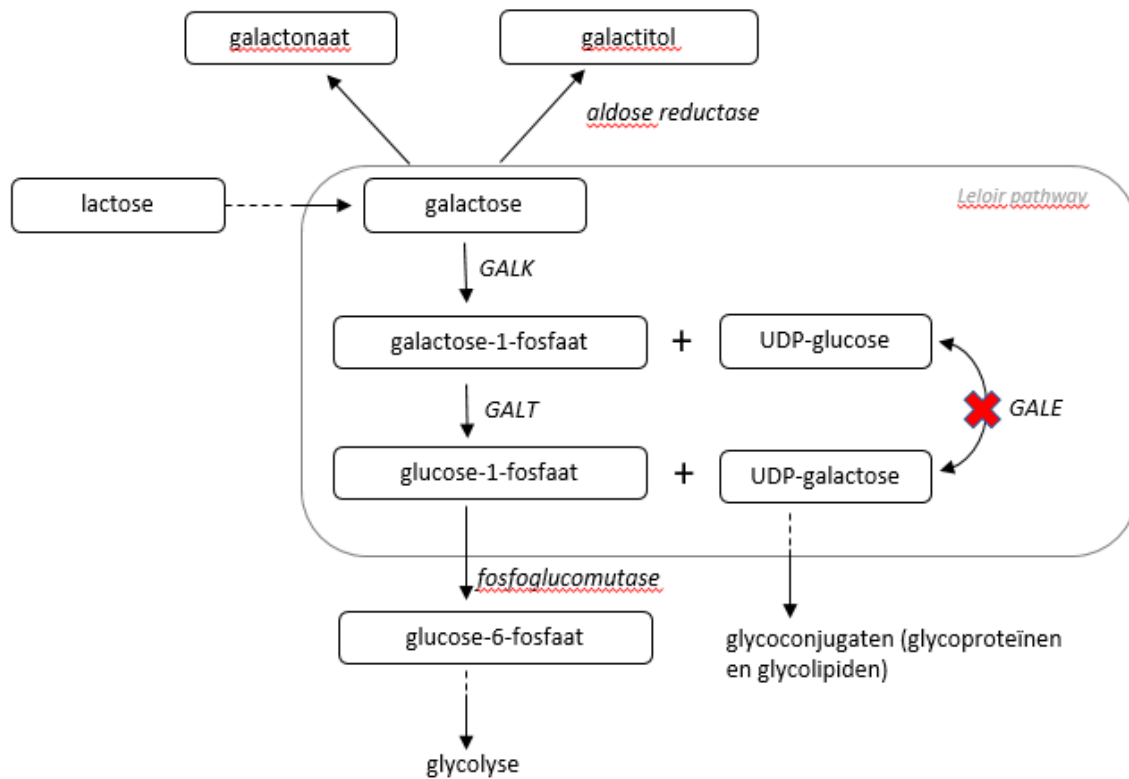 galactonaat
galactitol
aldose reductase
lactose
galactose
Leloir pathway
GALK
galactose-1-fosfaat
+
UDP-glucose
GALT
GALE
glucose-1-fosfaat
+
UDP-galactose
fosfoglucomutase
glucose-6-fosfaat
glycoconjugaten (glycoproteïnen
en glycolipiden)
glycolyse